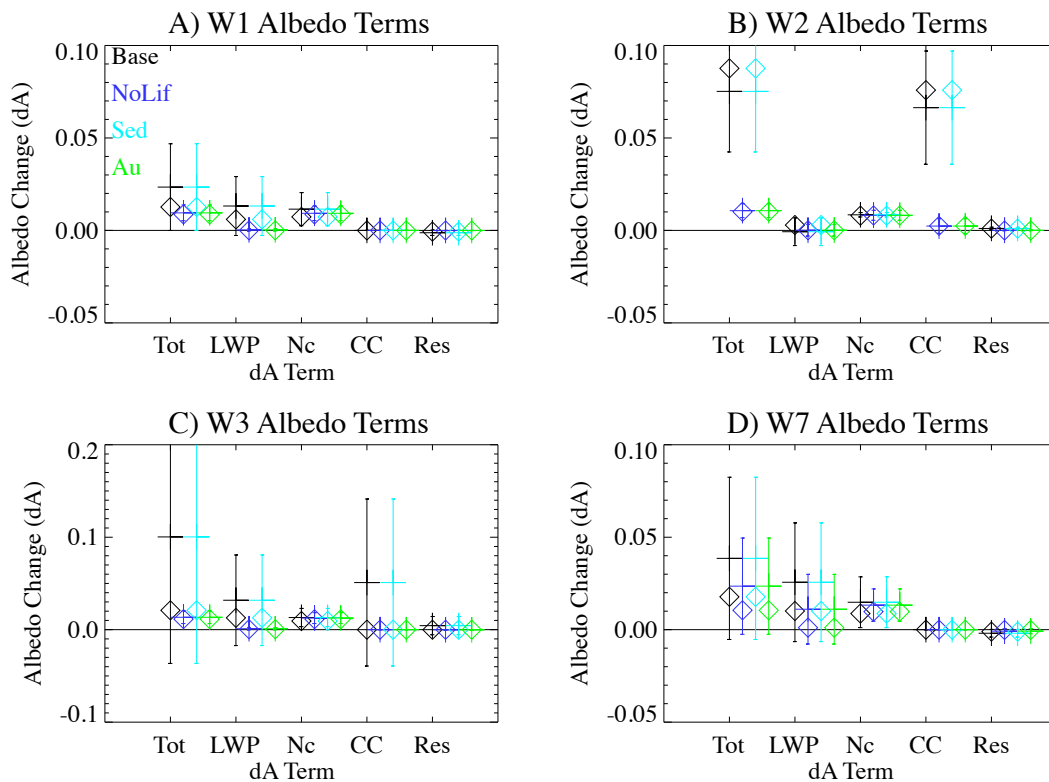 A) W1 Albedo Terms
0.10
0.05
0.00
-0.05
Albedo Change (dA)
Base
NoLif
Sed
Au
Tot LWP Nc CC Res
dA Term
B) W2 Albedo Terms
0.10
0.05
0.00
-0.05
Albedo Change (dA)
Tot LWP Nc CC Res
dA Term
C) W3 Albedo Terms
0.2
0.1
0.0
-0.1
Albedo Change (dA)
Tot LWP Nc CC Res
dA Term
D) W7 Albedo Terms
0.10
0.05
0.00
-0.05
Albedo Change (dA)
Tot LWP Nc CC Res
dA Term